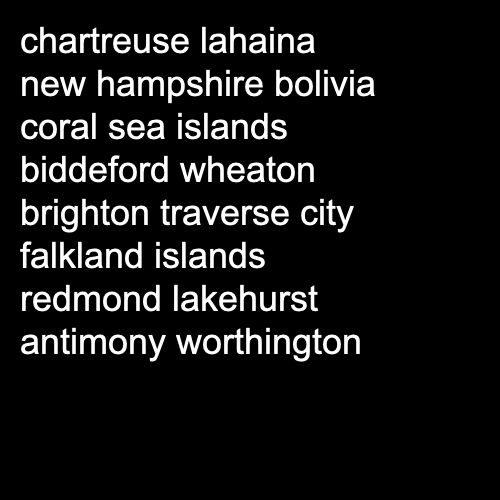 chartreuse lahaina
new hampshire bolivia
coral sea islands
biddeford wheaton
brighton traverse city
falkland islands
redmond lakehurst
antimony worthington